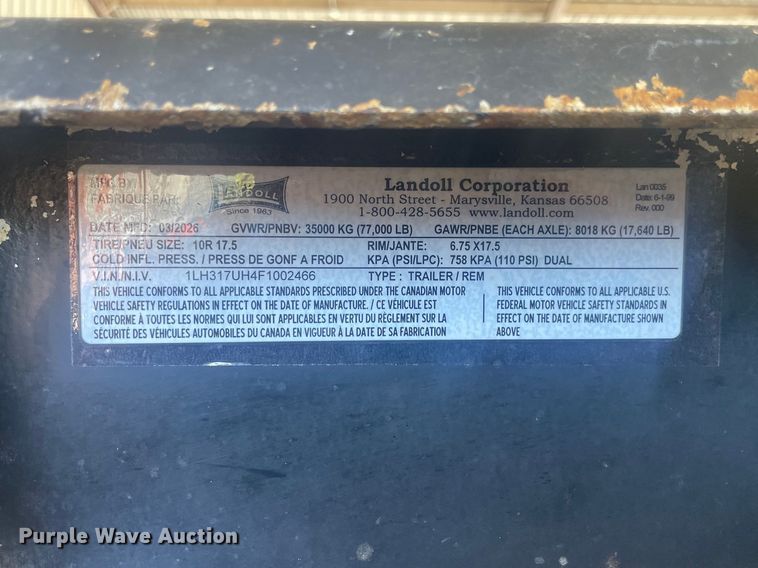 MFG BY:
FABRIQUE PAR:
LANDOLL
Since 1963
Landoll Corporation
1900 North Street - Marysville, Kansas 66508
1-800-428-5655 www.landoll.com
Lan 0035
Date: 6-1-99
Rev. 000
DATE MFD: 03/2026 GVWR/PNBV: 35000 KG (77,000 LB) GAWR/PNBE (EACH AXLE): 8018 KG (17,640 LB)
TIRE/PNEU SIZE: 10R 17.5 RIM/JANTE: 6.75 X17.5
COLD INFL. PRESS. / PRESS DE GONF A FROID KPA (PSI/LPC): 758 KPA (110 PSI) DUAL
V.I.N./N.I.V. 1LH317UH4F1002466 TYPE : TRAILER / REM
THIS VEHICLE CONFORMS TO ALL APPLICABLE STANDARDS PRESCRIBED UNDER THE CANADIAN MOTOR
VEHICLE SAFETY REGULATIONS IN EFFECT ON THE DATE OF MANUFACTURE. / CE VÉHICULE EST
CONFORME À TOUTES LES NORMES QUI LUI SONT APPLICABLES EN VERTU DU RÈGLEMENT SUR LA
SÉCURITÉ DES VÉHICULES AUTOMOBILES DU CANADA EN VIGUEUR À LA DATE DE SA FABRICATION
THIS VEHICLE CONFORMS TO ALL APPLICABLE U.S.
FEDERAL MOTOR VEHICLE SAFETY STANDARDS IN
EFFECT ON THE DATE OF MANUFACTURE SHOWN
ABOVE
Purple Wave Auction